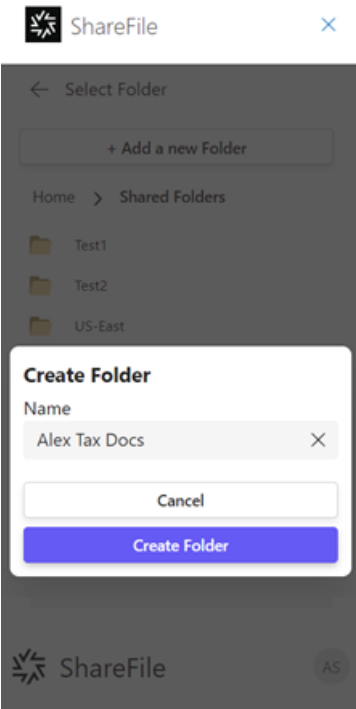 ShareFile
Select Folder
+ Add a new Folder
Home > Shared Folders
Test1
Test2
US-East
Create Folder
Name
Alex Tax Docs
Cancel
Create Folder
ShareFile
AS